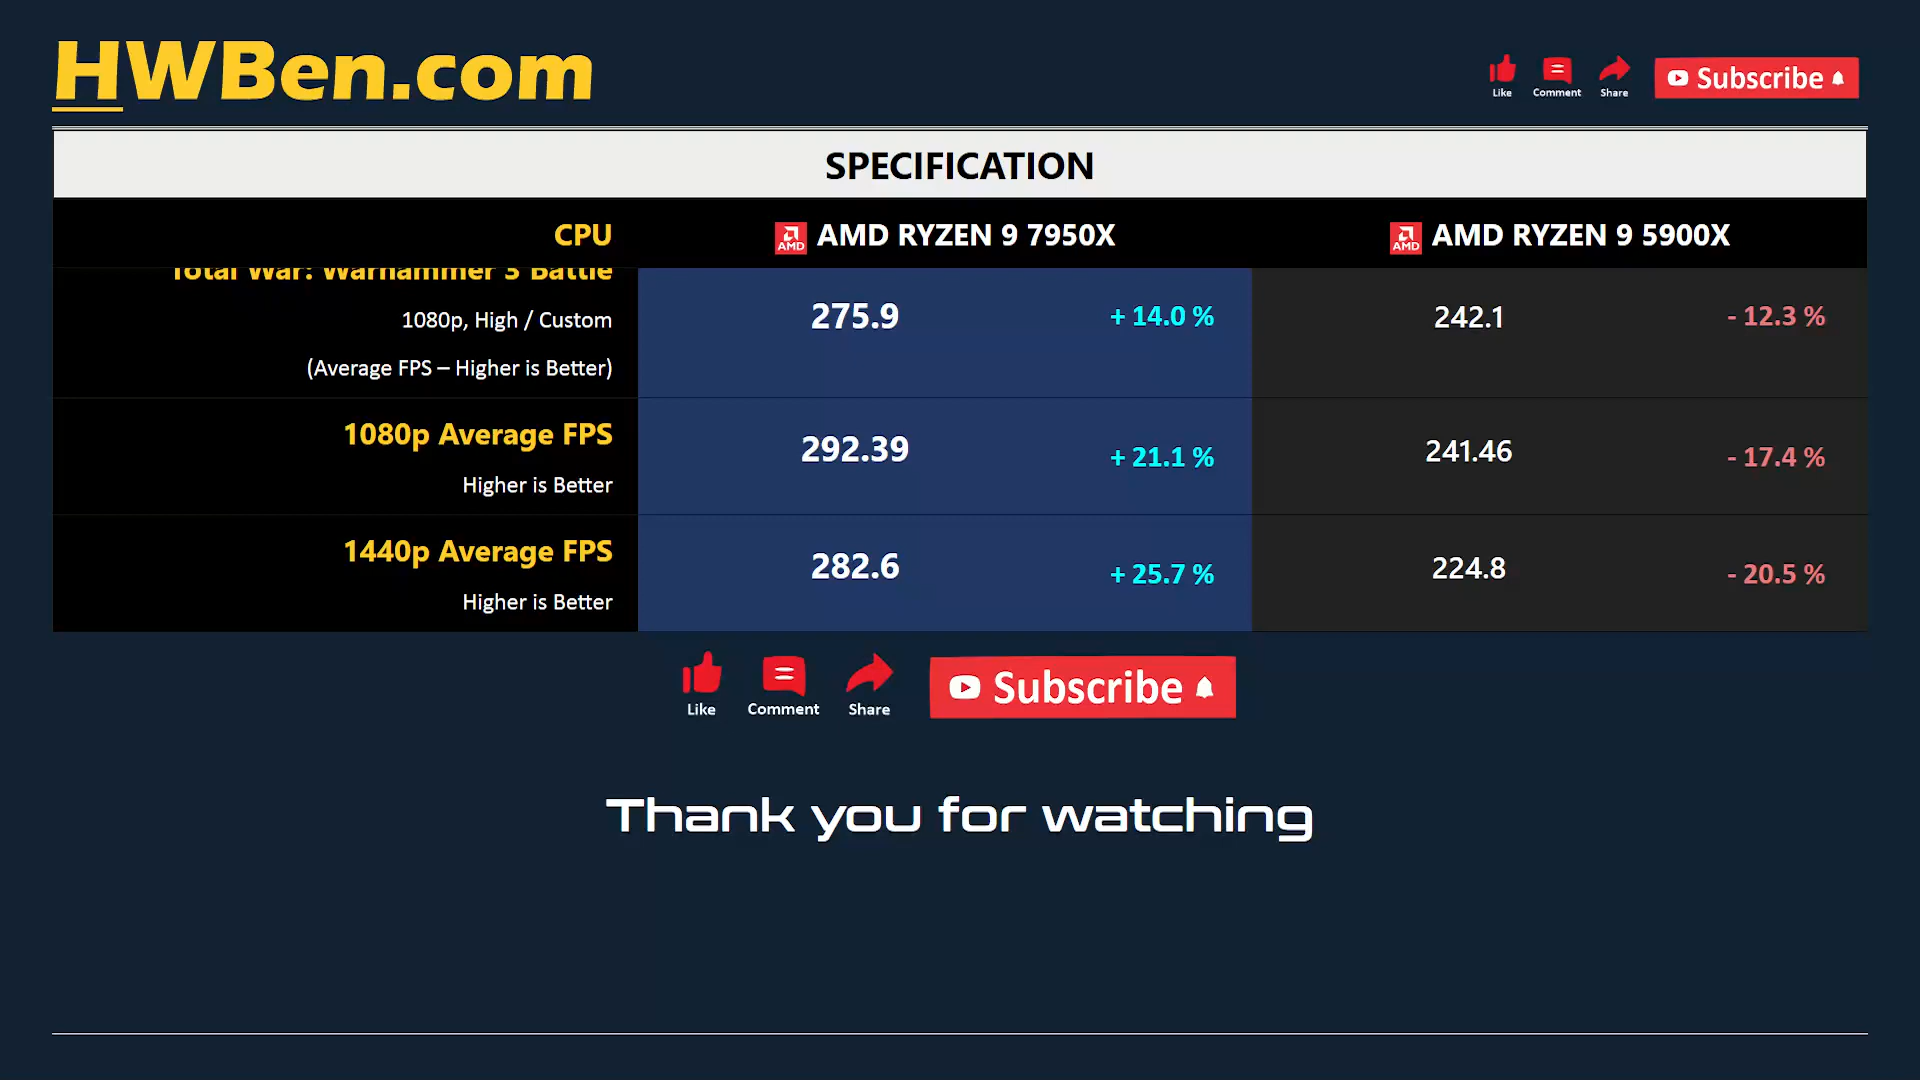 HWBen.com
Like Comment Share Subscribe
SPECIFICATION
CPU AMD AMD RYZEN 9 7950X AMD AMD RYZEN 9 5900X
Total War: Warhammer 3 Battle
1080p, High / Custom 275.9 + 14.0 % 242.1 - 12.3 %
(Average FPS – Higher is Better)
1080p Average FPS 292.39 + 21.1 % 241.46 - 17.4 %
Higher is Better
1440p Average FPS 282.6 + 25.7 % 224.8 - 20.5 %
Higher is Better
Like Comment Share Subscribe
Thank you for watching